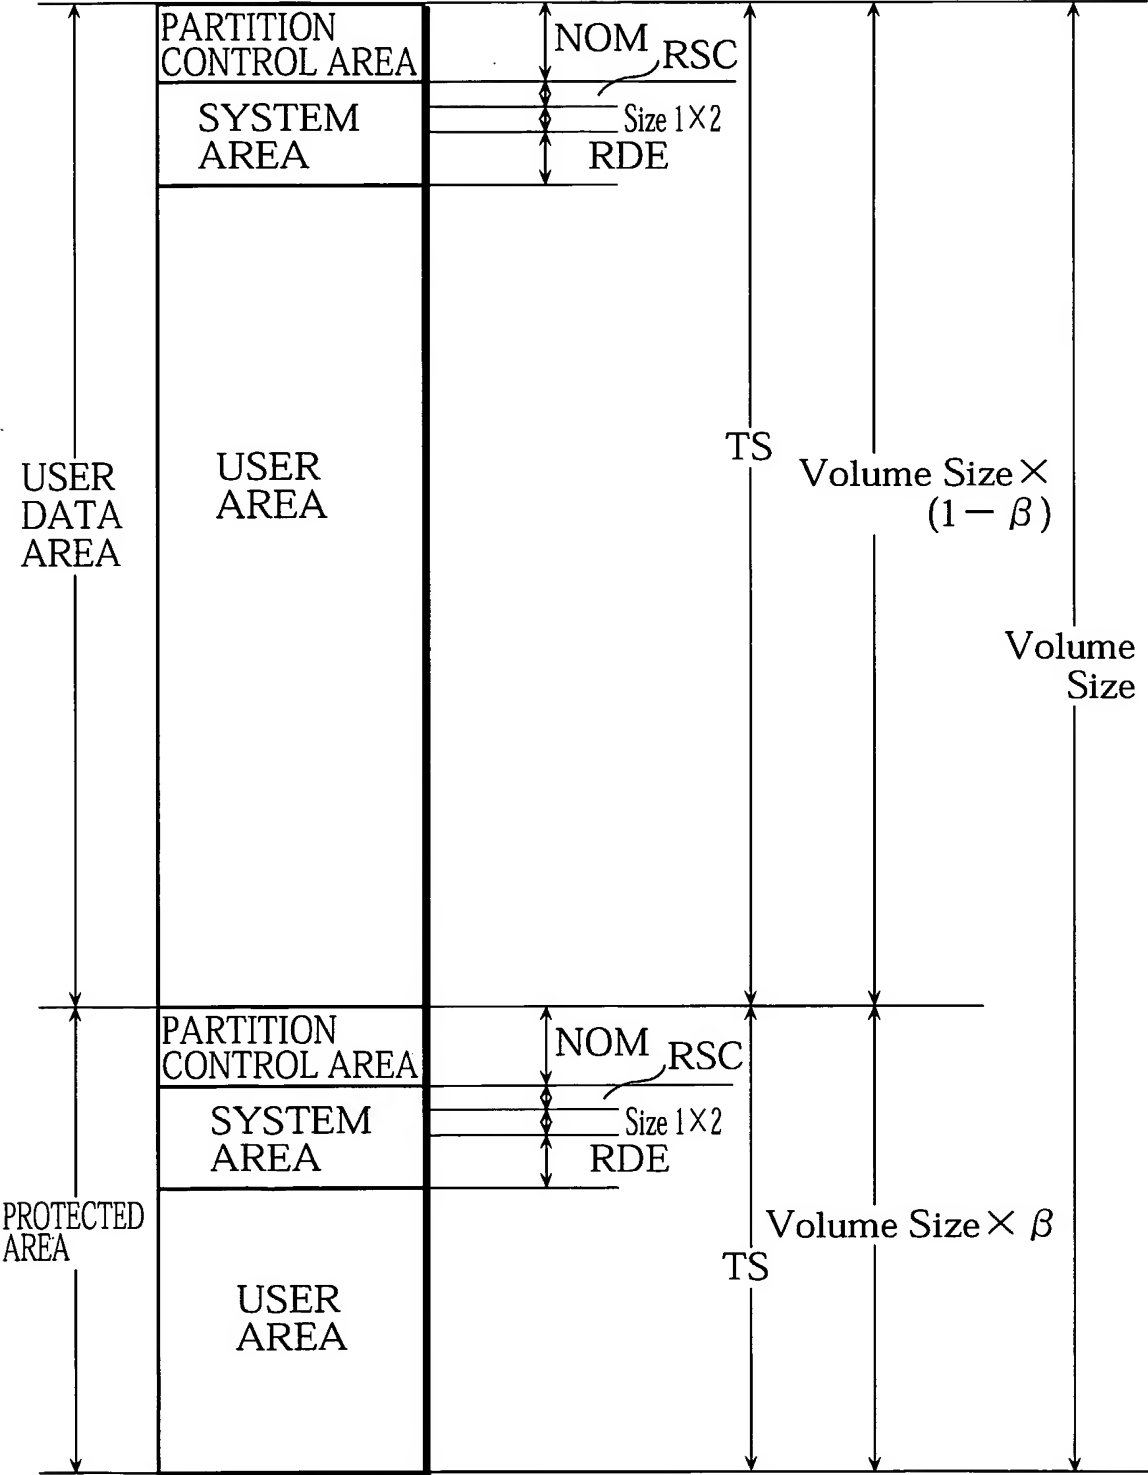 PARTITION
CONTROL AREA
NOM
RSC
SYSTEM
AREA
Size 1×2
RDE
USER
DATA
AREA
USER
AREA
TS
Volume Size×
(1− β)
Volume
Size
PARTITION
CONTROL AREA
NOM
RSC
SYSTEM
AREA
Size 1×2
RDE
PROTECTED
AREA
USER
AREA
TS
Volume Size× β